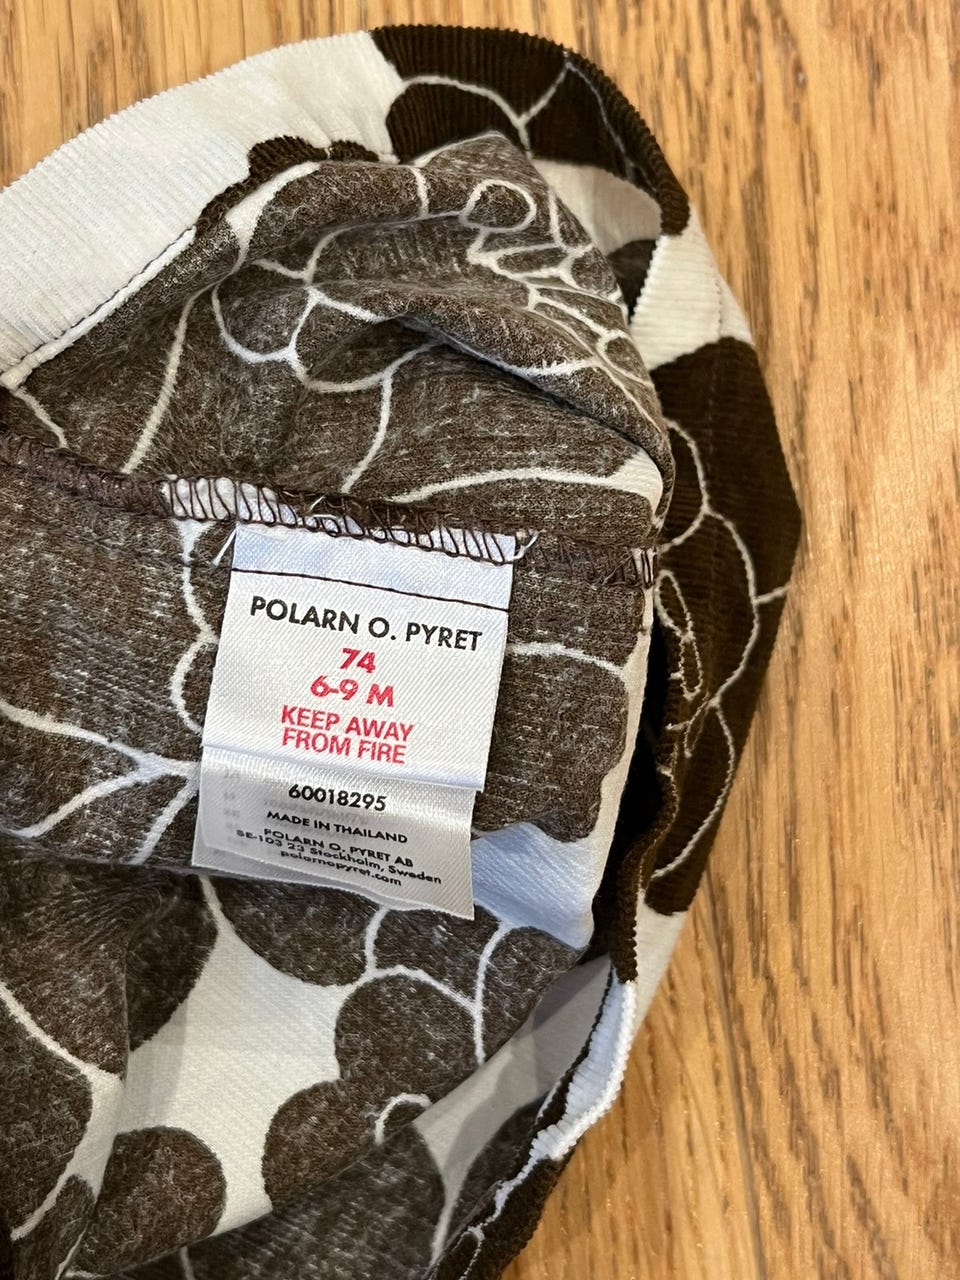 POLARN O. PYRET
74
6-9 M
KEEP AWAY
FROM FIRE
60018295
MADE IN THAILAND
POLARN O. PYRET AB
SE-103 23 Stockholm, Sweden
polarnopyret.com